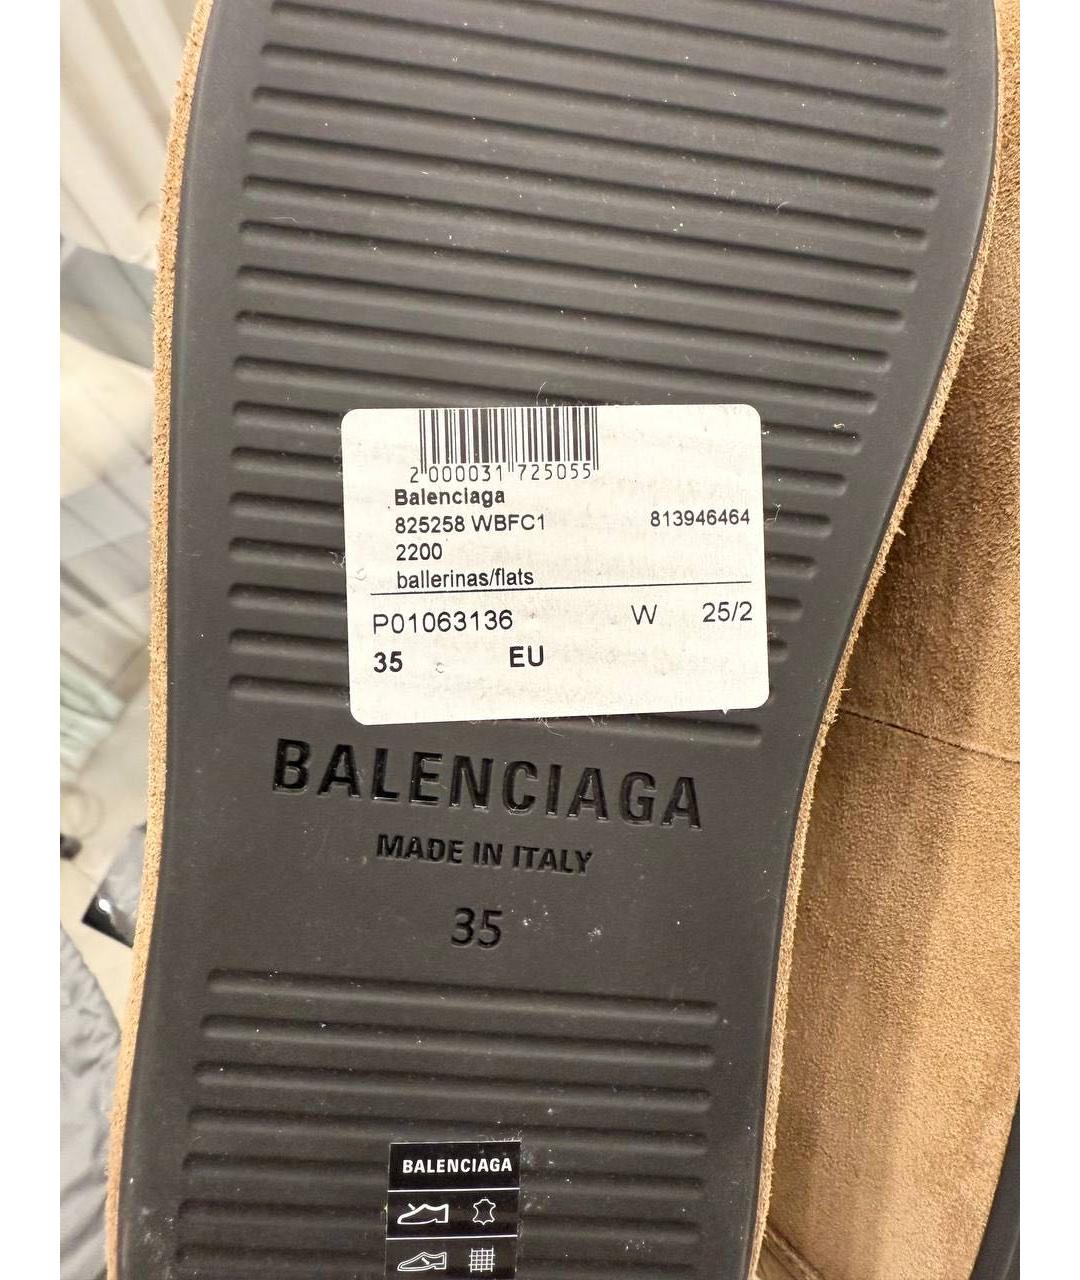 2 000031 725055
Balenciaga
825258 WBFC1 813946464
2200
ballerinas/flats
P01063136 W 25/2
35 EU
BALENCIAGA
MADE IN ITALY
35
BALENCIAGA